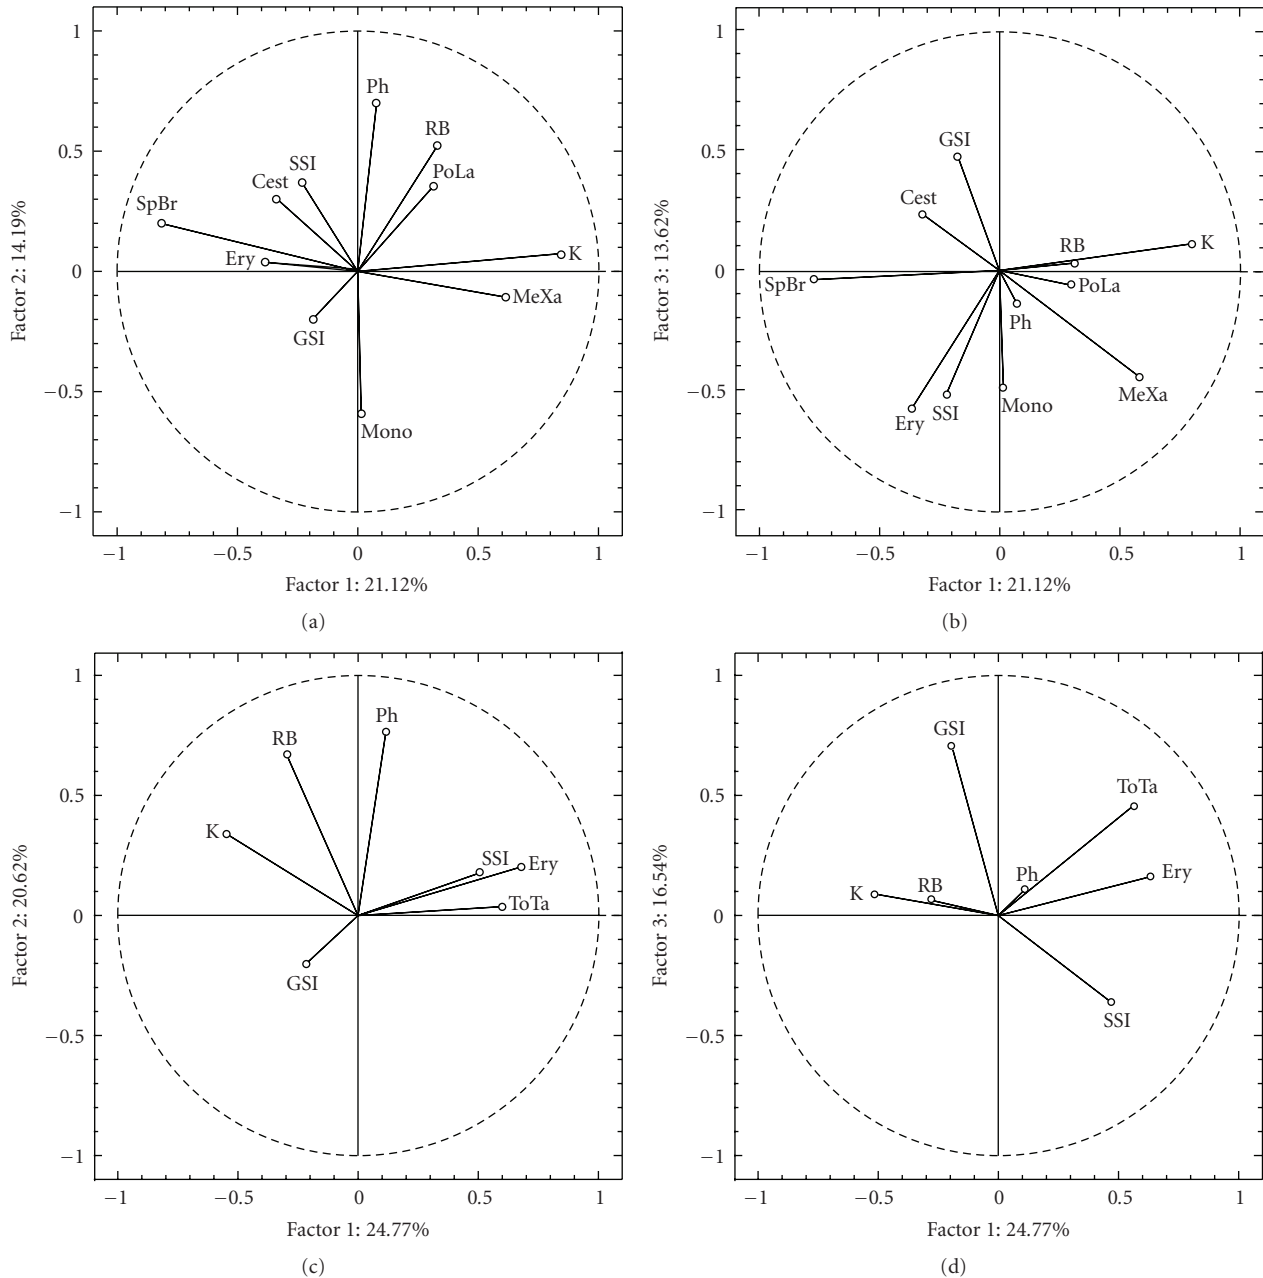 1
Ph
RB
0.5
SSI
PoLa
Cest
SpBr
Ery
K
0
MeXa
GSI
−0.5
Mono
−1
−1
−0.5
0
0.5
1
Factor 2: 14.19%
Factor 1: 21.12%
(a)
1
0.5
GSI
Cest
RB
K
0
SpBr
PoLa
Ph
MeXa
−0.5
Mono
SSI
Ery
−1
−1
−0.5
0
0.5
1
Factor 3: 13.62%
Factor 1: 21.12%
(b)
1
Ph
RB
0.5
K
SSI
Ery
ToTa
0
GSI
−0.5
−1
−1
−0.5
0
0.5
1
Factor 2: 20.62%
Factor 1: 24.77%
(c)
1
GSI
ToTa
0.5
Ph
Ery
RB
K
0
SSI
−0.5
−1
−1
−0.5
0
0.5
1
Factor 3: 16.54%
Factor 1: 24.77%
(d)